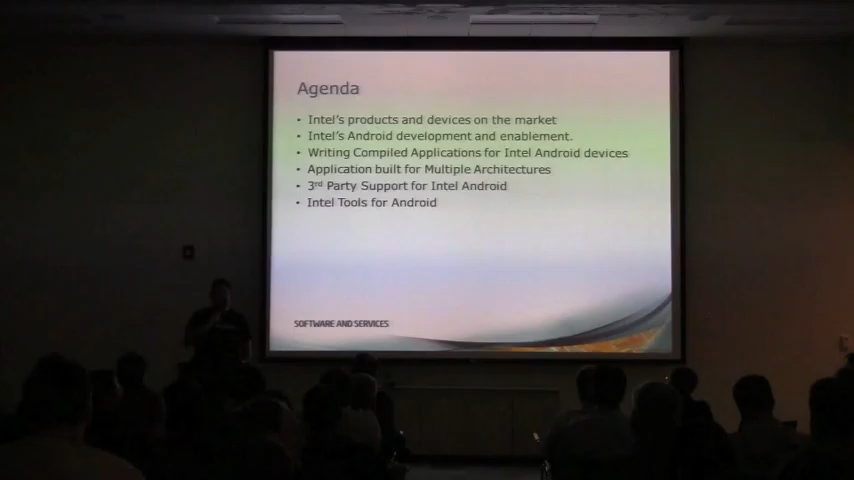 Agenda
• Intel's products and devices on the market
• Intel's Android development and enablement.
• Writing Compiled Applications for Intel Android devices
• Application built for Multiple Architectures
• 3rd Party Support for Intel Android
• Intel Tools for Android
SOFTWARE AND SERVICES